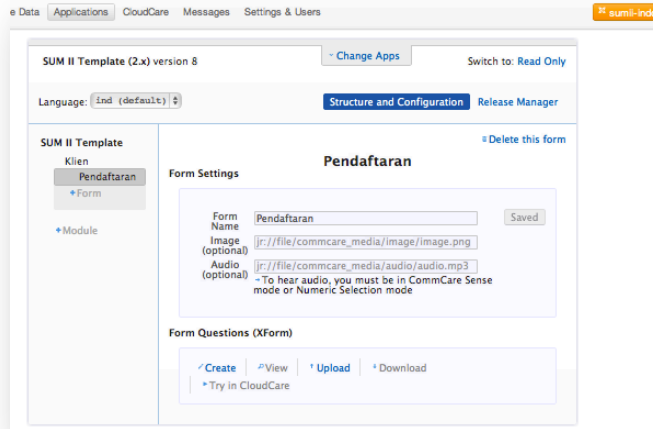 e Data Applications CloudCare Messages Settings & Users sumii-ind
SUM II Template (2.x) version 8 Change Apps Switch to: Read Only
Language: ind (default) Structure and Configuration Release Manager
Delete this form
SUM II Template
Klien
Pendaftaran
+Form
+Module
Pendaftaran
Form Settings
Form Name Pendaftaran Saved
Image (optional) jr://file/commcare_media/image/image.png
Audio (optional) jr://file/commcare_media/audio/audio.mp3
To hear audio, you must be in CommCare Sense
mode or Numeric Selection mode
Form Questions (XForm)
Create View Upload Download
Try in CloudCare